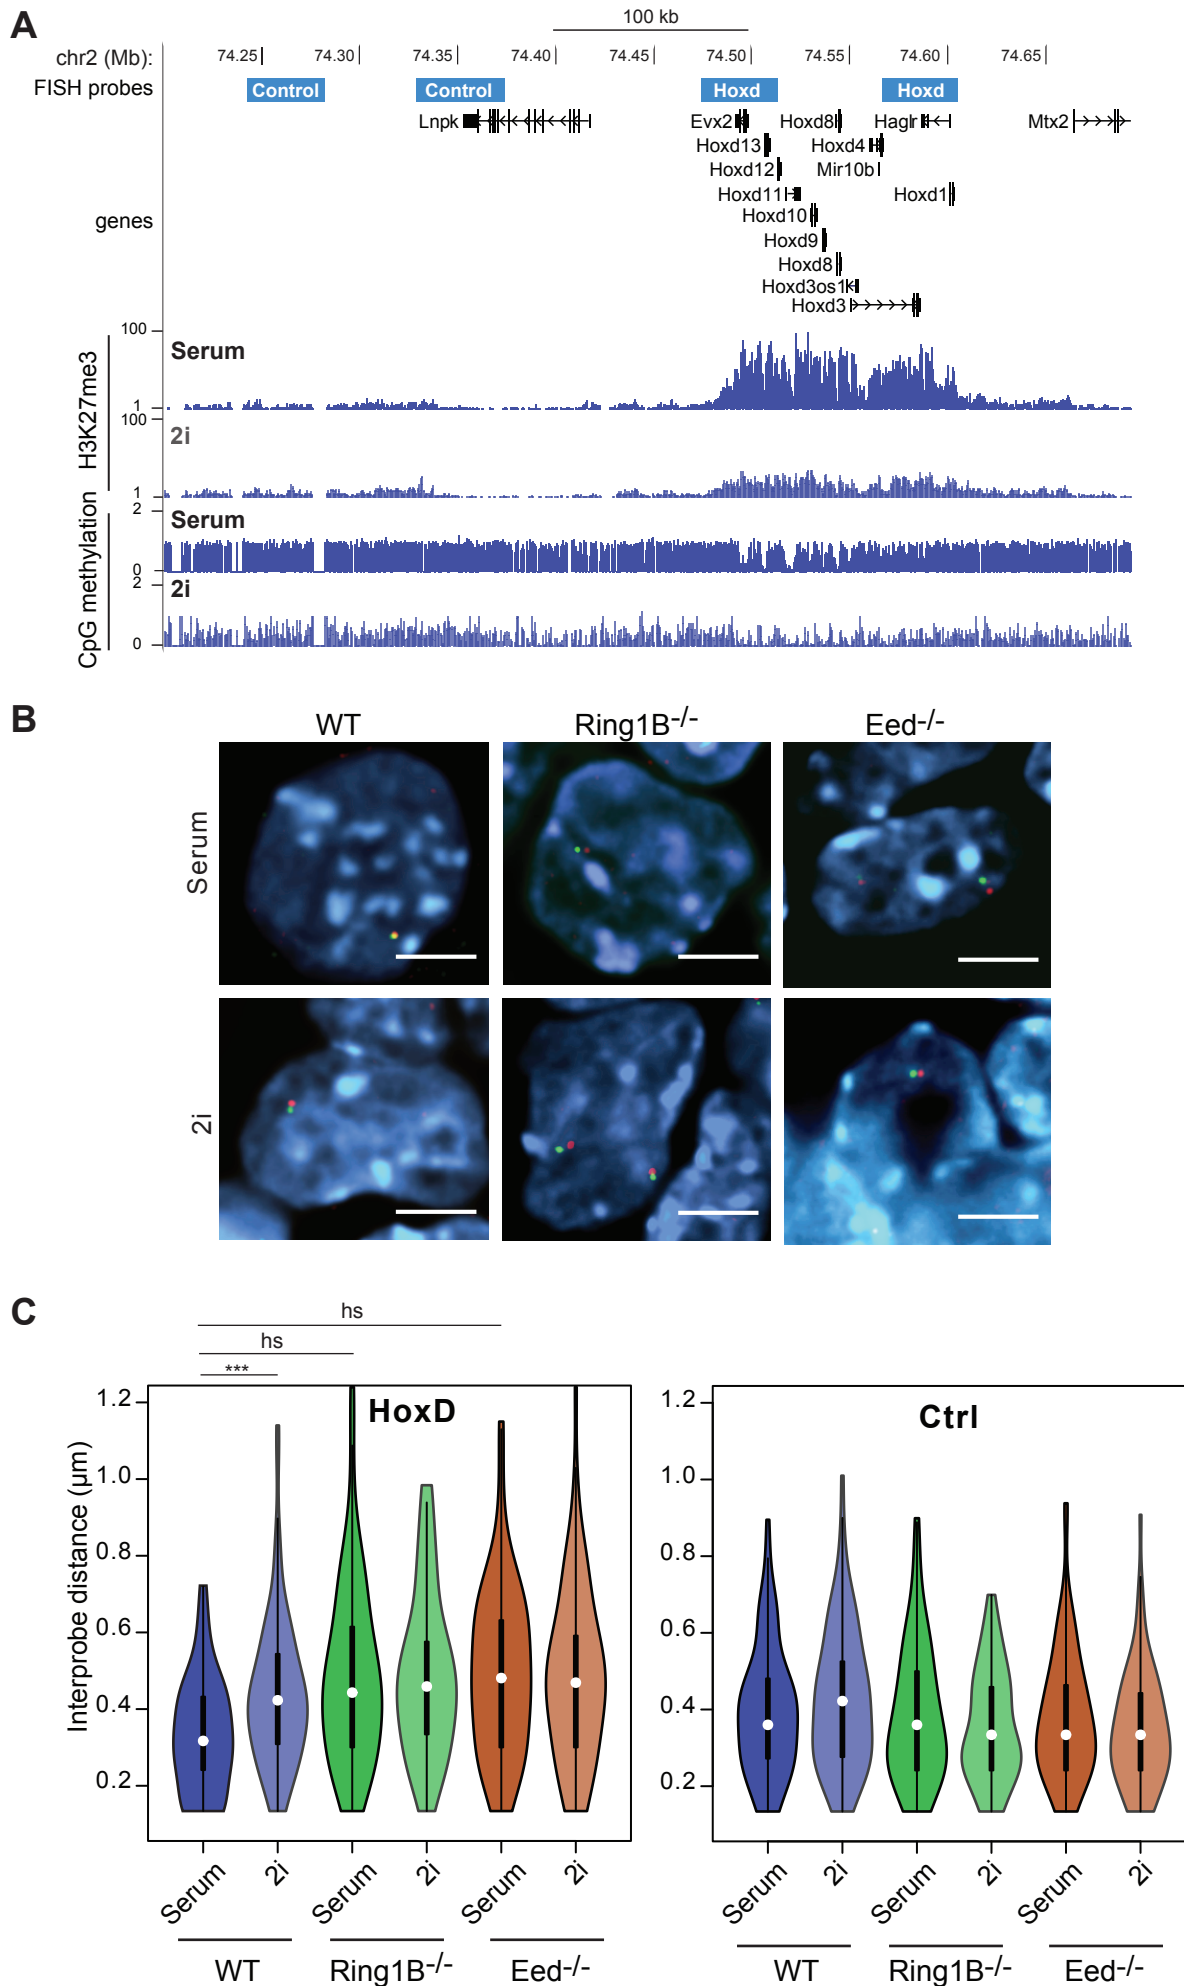 A
100 kb
chr2 (Mb): 74.25 74.30 74.35 74.40 74.45 74.50 74.55 74.60 74.65
FISH probes Control Control Hoxd Hoxd
Lnpk Evx2 Hoxd8 Haglr Mtx2
Hoxd13 Hoxd4
Hoxd12 Mir10b
Hoxd11 Hoxd1
genes Hoxd10
Hoxd9
Hoxd8
Hoxd3os1
Hoxd3
H3K27me3
100
Serum
1
100
2i
1
CpG methylation
2
Serum
0
2
2i
0
B
WT Ring1B-/- Eed-/-
Serum
2i
C
hs
hs
***
Interprobe distance (µm)
HoxD
1.2
1.0
0.8
0.6
0.4
0.2
Serum 2i Serum 2i Serum 2i
WT Ring1B-/- Eed-/-
Ctrl
1.2
1.0
0.8
0.6
0.4
0.2
Serum 2i Serum 2i Serum 2i
WT Ring1B-/- Eed-/-